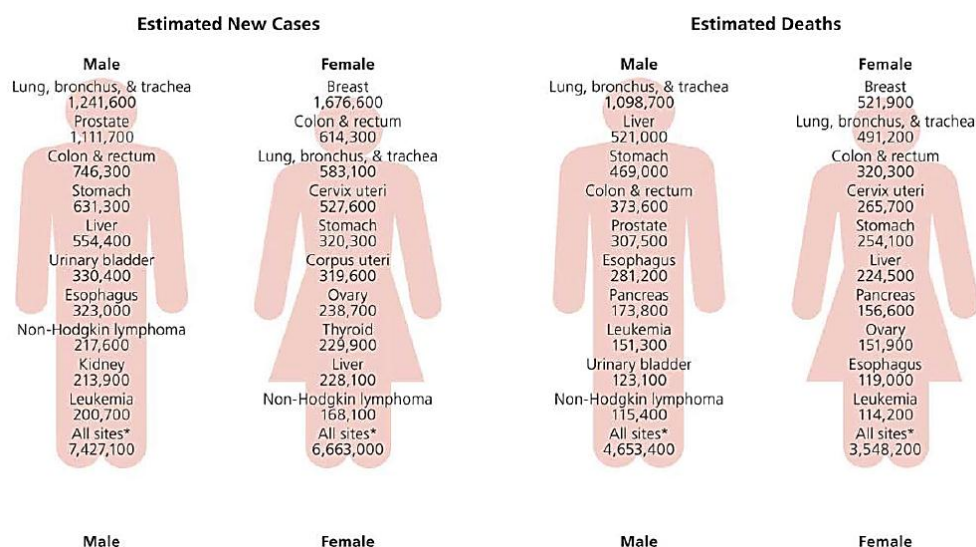 Estimated New Cases
Male
Lung, bronchus, & trachea
1,241,600
Prostate
1,111,700
Colon & rectum
746,300
Stomach
631,300
Liver
554,400
Urinary bladder
330,400
Esophagus
323,000
Non-Hodgkin lymphoma
217,600
Kidney
213,900
Leukemia
200,700
All sites*
7,427,100
Female
Breast
1,676,600
Colon & rectum
614,300
Lung, bronchus, & trachea
583,100
Cervix uteri
527,600
Stomach
320,300
Corpus uteri
319,600
Ovary
238,700
Thyroid
229,900
Liver
228,100
Non-Hodgkin lymphoma
168,100
All sites*
6,663,000
Estimated Deaths
Male
Lung, bronchus, & trachea
1,098,700
Liver
521,000
Stomach
469,000
Colon & rectum
373,600
Prostate
307,500
Esophagus
281,200
Pancreas
173,800
Leukemia
151,300
Urinary bladder
123,100
Non-Hodgkin lymphoma
115,400
All sites*
4,653,400
Female
Breast
521,900
Lung, bronchus, & trachea
491,200
Colon & rectum
320,300
Cervix uteri
265,700
Stomach
254,100
Liver
224,500
Pancreas
156,600
Ovary
151,900
Esophagus
119,000
Leukemia
114,200
All sites*
3,548,200
Male
Female
Male
Female